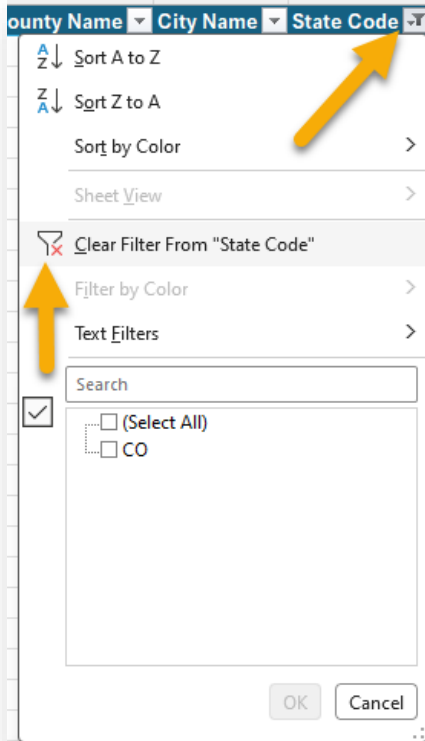 ounty Name City Name State Code
Sort A to Z
Sort Z to A
Sort by Color
Sheet View
Clear Filter From "State Code"
Filter by Color
Text Filters
Search
(Select All)
CO
OK Cancel